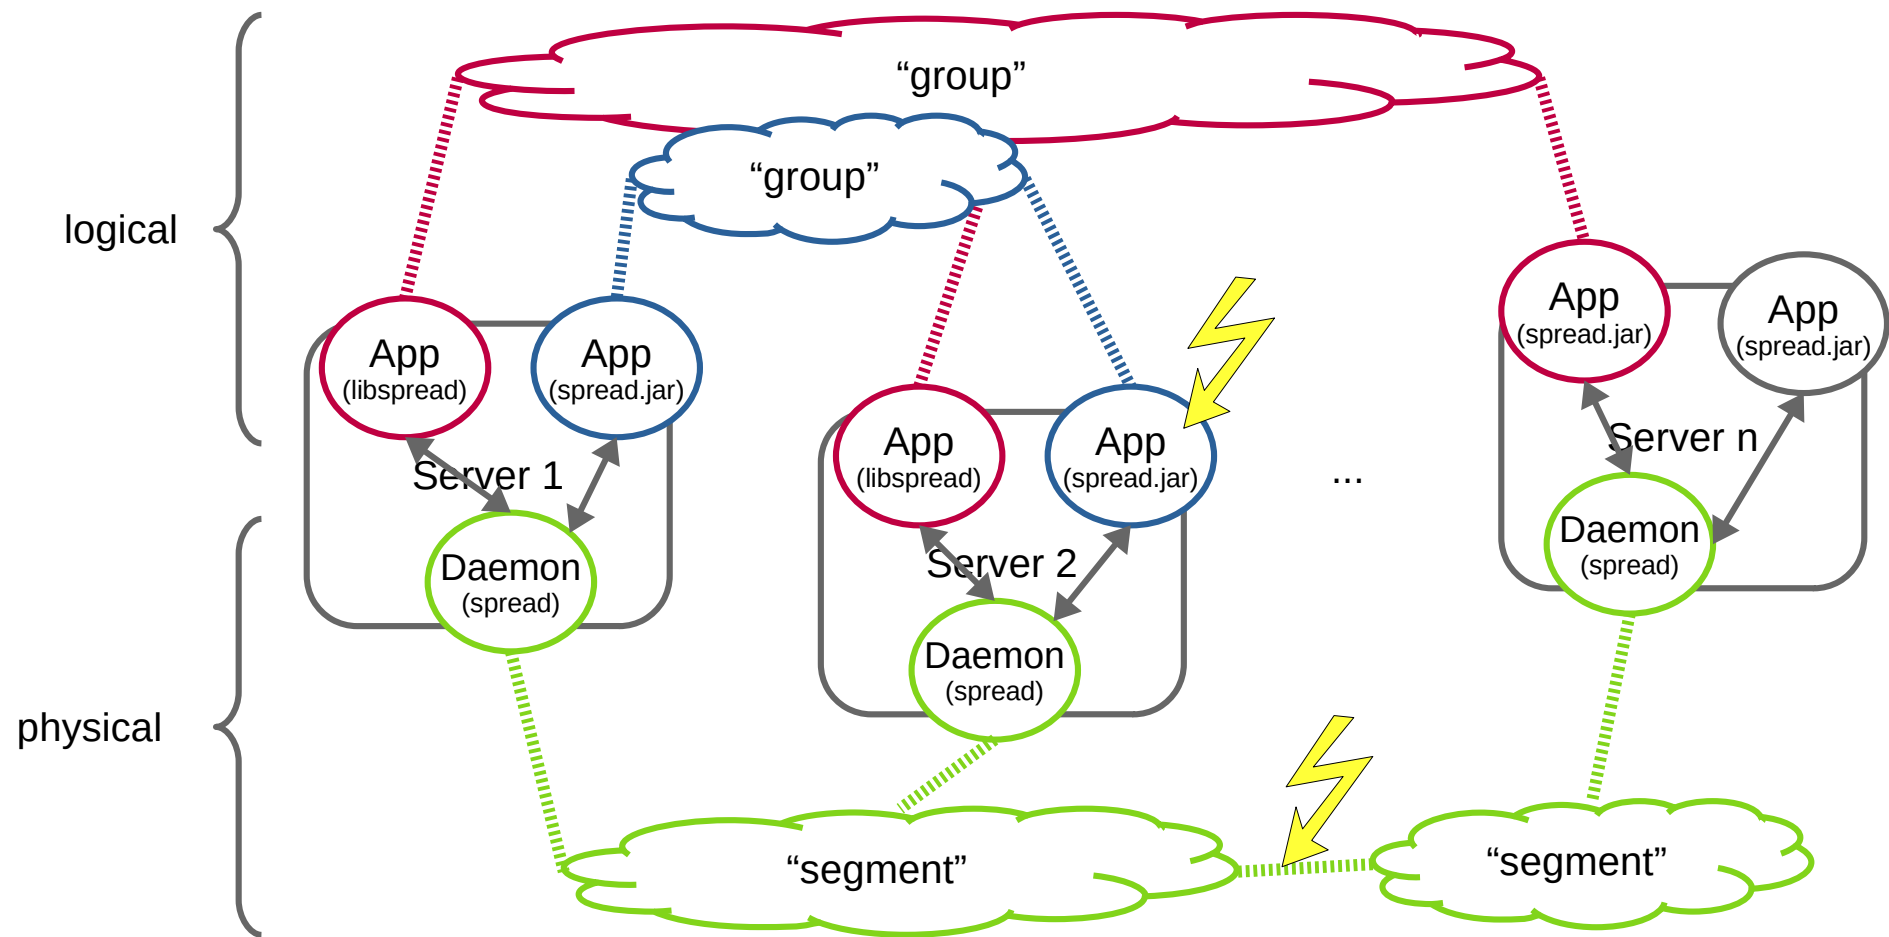 “group”
“group”
logical
App
(libspread)
App
(spread.jar)
Server 1
Daemon
(spread)
App
(libspread)
App
(spread.jar)
Server 2
Daemon
(spread)
...
App
(spread.jar)
App
(spread.jar)
Server n
Daemon
(spread)
physical
“segment”
“segment”